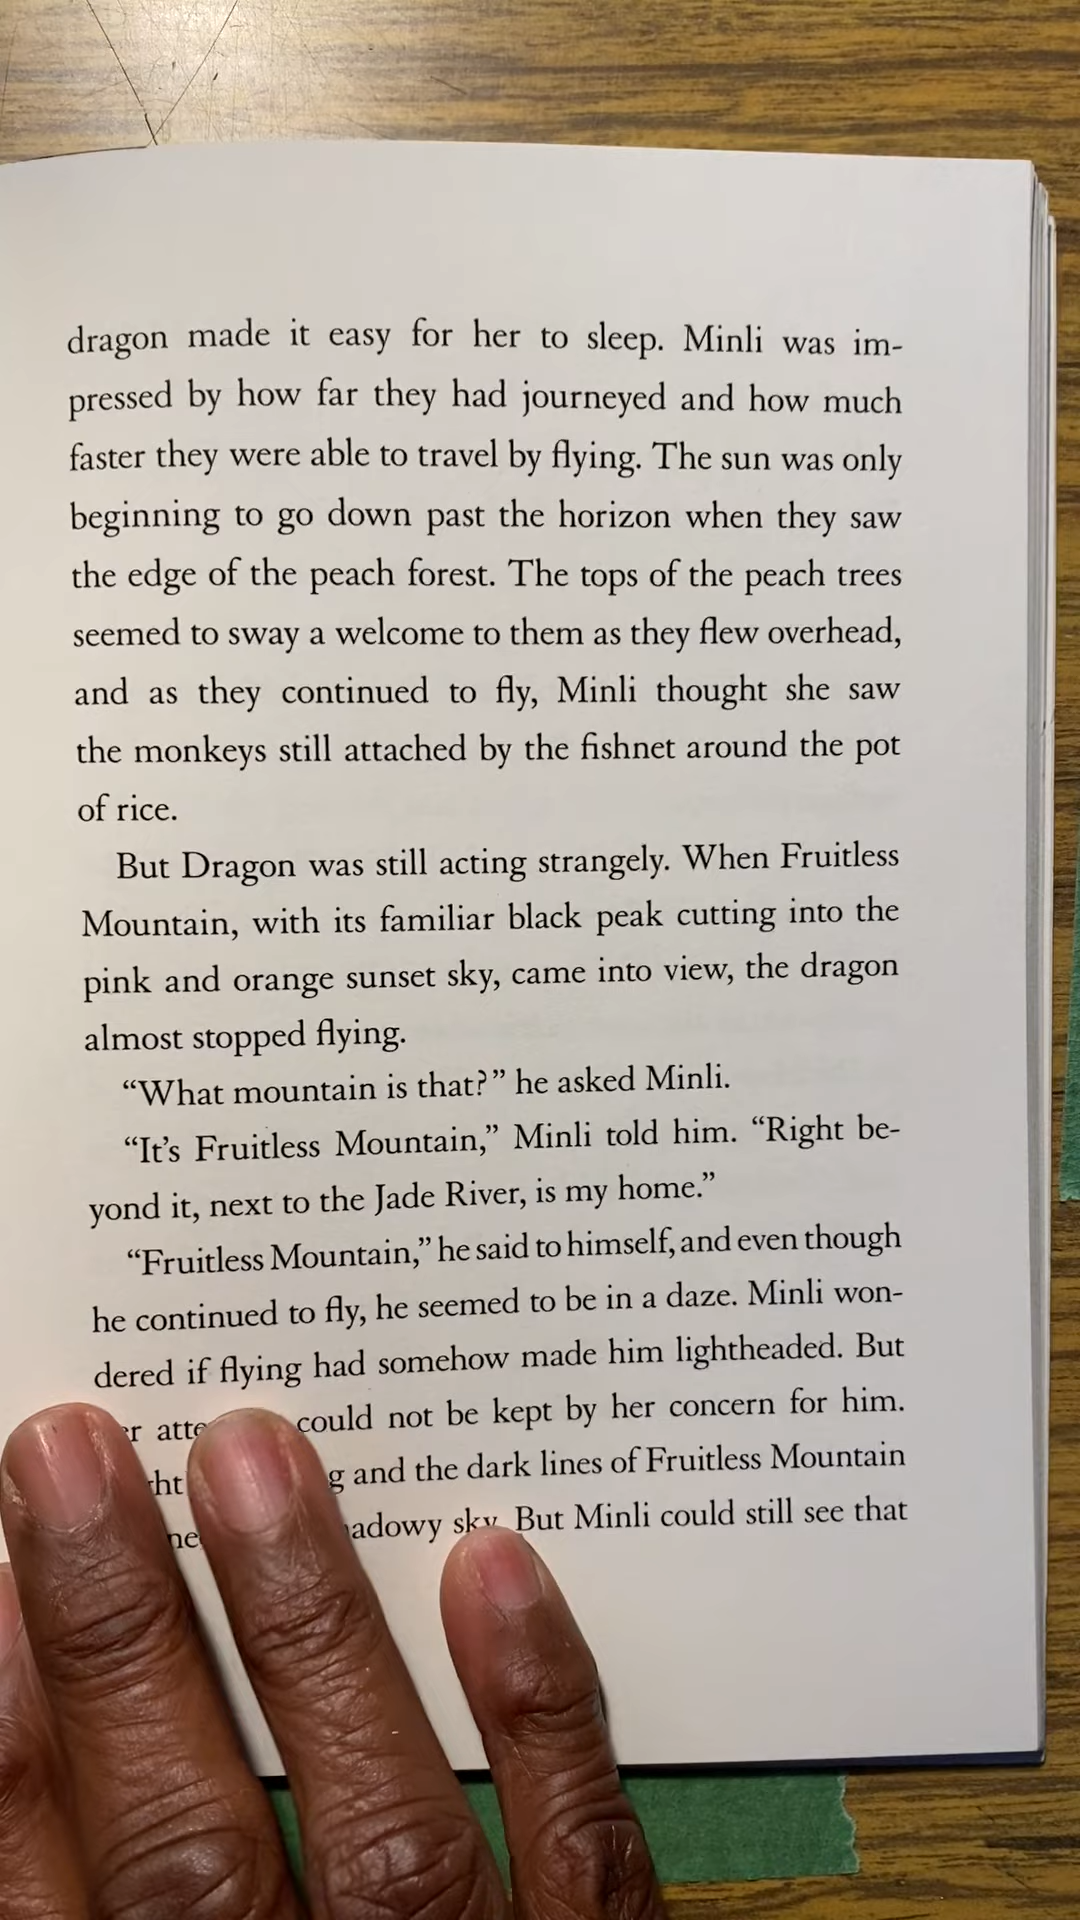 dragon made it easy for her to sleep. Minli was im-
pressed by how far they had journeyed and how much
faster they were able to travel by flying. The sun was only
beginning to go down past the horizon when they saw
the edge of the peach forest. The tops of the peach trees
seemed to sway a welcome to them as they flew overhead,
and as they continued to fly, Minli thought she saw
the monkeys still attached by the fishnet around the pot
of rice.
But Dragon was still acting strangely. When Fruitless
Mountain, with its familiar black peak cutting into the
pink and orange sunset sky, came into view, the dragon
almost stopped flying.
“What mountain is that?” he asked Minli.
“It’s Fruitless Mountain,” Minli told him. “Right be-
yond it, next to the Jade River, is my home.”
“Fruitless Mountain,” he said to himself, and even though
he continued to fly, he seemed to be in a daze. Minli won-
dered if flying had somehow made him lightheaded. But
could not be kept by her concern for him.
and the dark lines of Fruitless Mountain
sky. But Minli could still see that